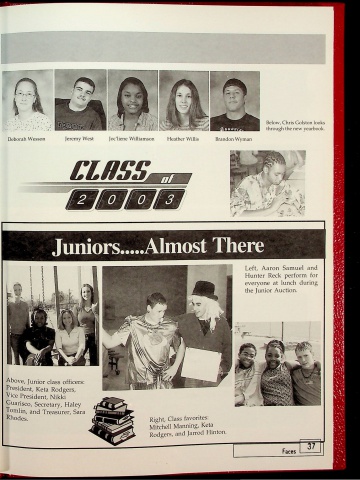 Deborah Wesson
Jeremy West
Joc'liene Williamson
Heather Willis
Brandon Wyman
Below, Chris Golston looks
through the new yearbook.
CLASS of
2003
Juniors.....Almost There
Left, Aaron Samuel and
Hunter Reck perform for
everyone at lunch during
the Junior Auction.
Above, Junior class officers:
President, Keta Rodgers,
Vice President, Nikki
Guarisco, Secretary, Haley
Tomlin, and Treasurer, Sara
Rhodes.
Right, Class favorites:
Mitchell Manning, Keta
Rodgers, and Jarrod Hinton.
Faces 37